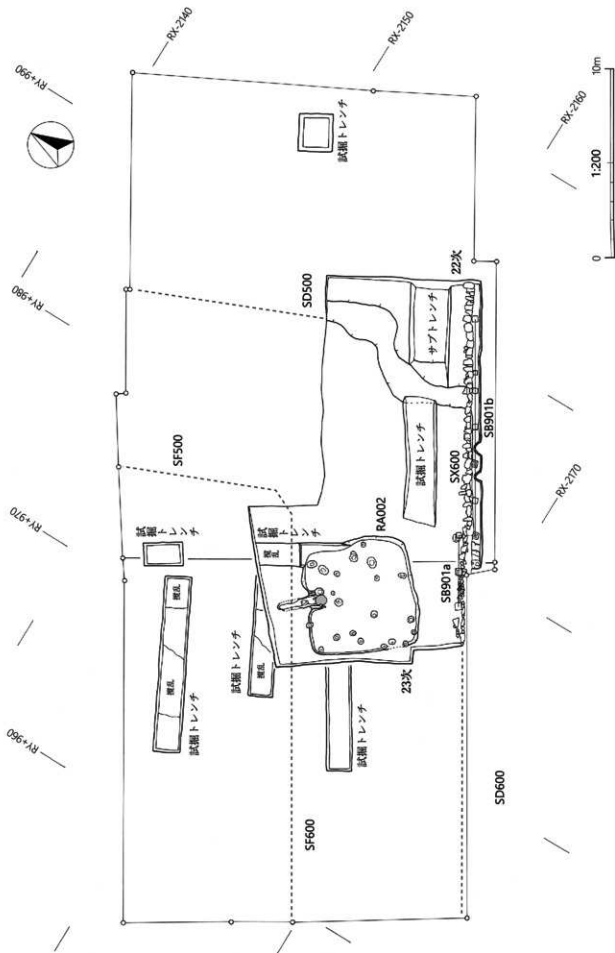 RX-2140
RX-2150
RY+990
RX-2160
10m
試掘トレンチ
1:200
0
22次
SD500
RY+980
サブトレンチ
SB901b
SF500
試掘トレンチ
SX600
RX-2170
RY+970
試掘トレンチ
試掘トレンチ
攪乱
RA002
SB901a
攪乱
攪乱
試掘トレンチ
攪乱
試掘トレンチ
23次
試掘トレンチ
RY+960
SF600
SD600